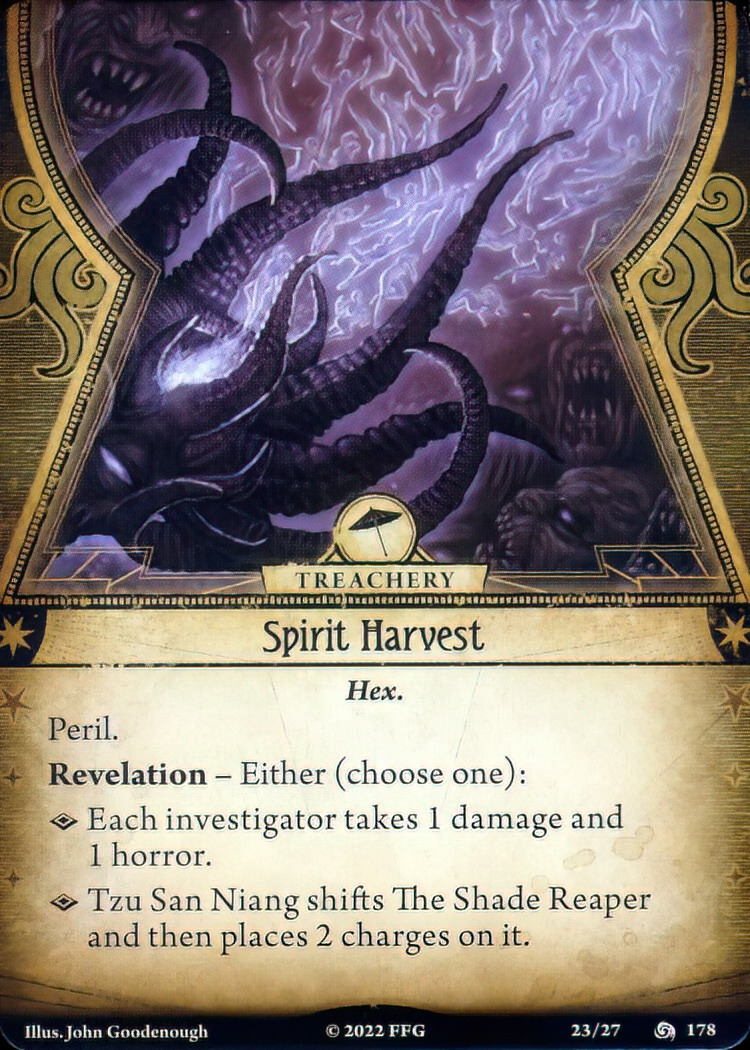 TREACHERY
Spirit Harvest
Hex.
Peril.
Revelation – Either (choose one):
Each investigator takes 1 damage and
1 horror.
Tzu San Niang shifts The Shade Reaper
and then places 2 charges on it.
Illus. John Goodenough © 2022 FFG 23/27 178